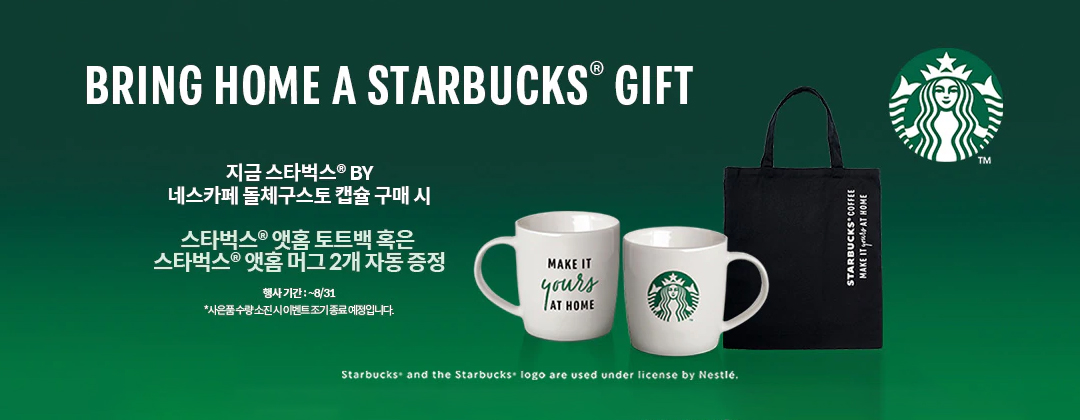 BRING HOME A STARBUCKS® GIFT
지금 스타벅스® BY
네스카페 돌체구스토 캡슐 구매 시
스타벅스® 앳홈 토트백 혹은
스타벅스® 앳홈 머그 2개 자동 증정
행사 기간 : ~8/31
*사은품 수량 소진 시 이벤트 조기 종료 예정입니다.
MAKE IT
yours
AT HOME
STARBUCKS® COFFEE
MAKE IT yours AT HOME
TM
Starbucks® and the Starbucks® logo are used under license by Nestlé.